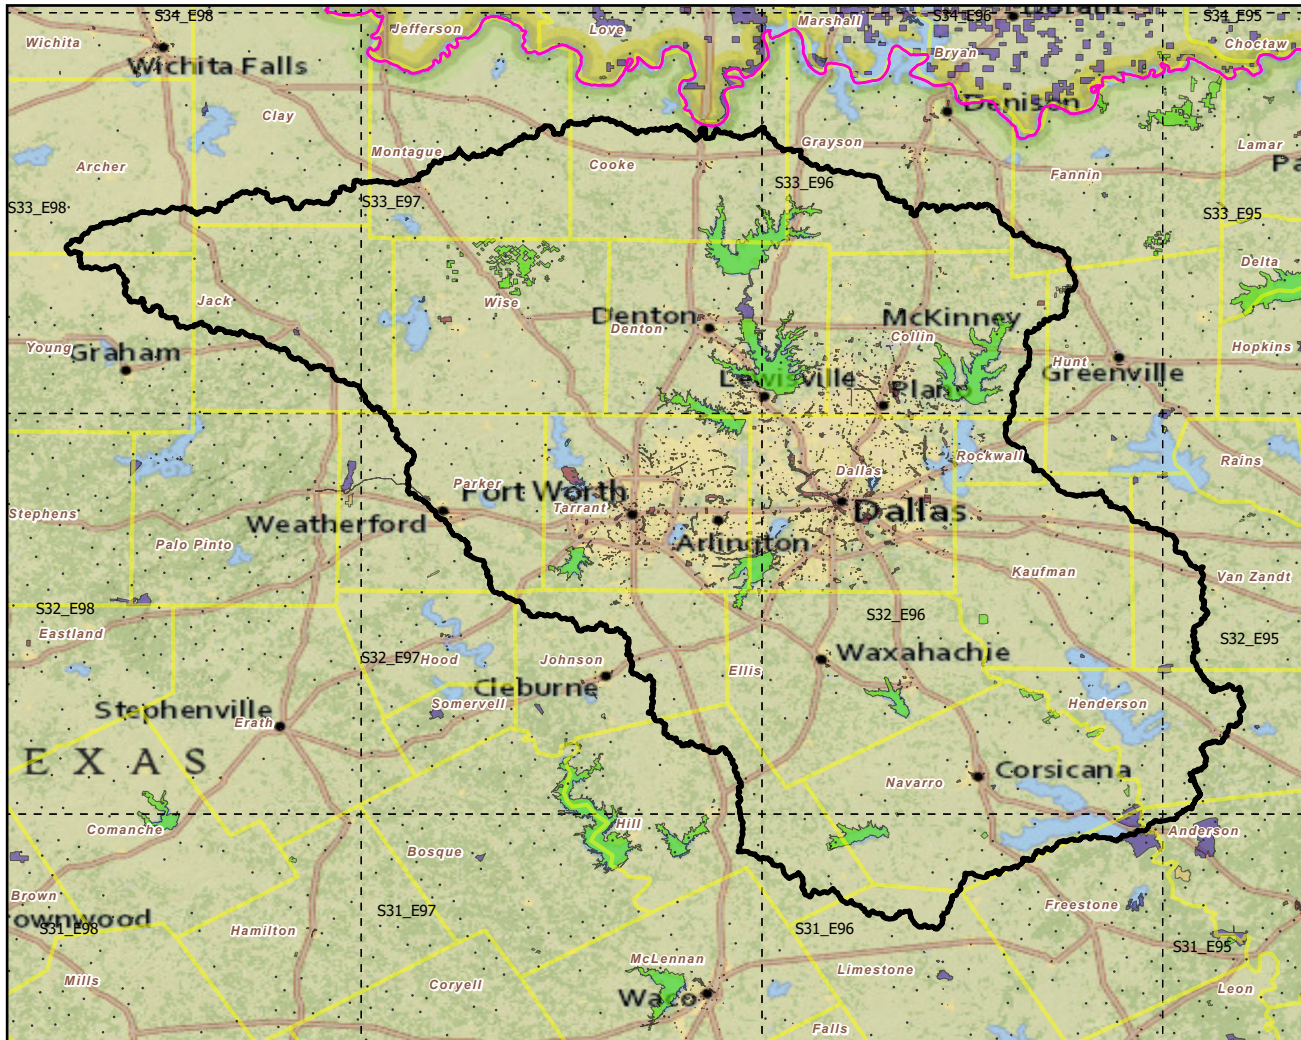 S34_E98
S34_E96
Durant
S34_E95
Marshall
Jefferson
Love
Wichita
Bryan
Choctaw
Wichita Falls
Denison
Clay
Montague
Cooke
Grayson
Lamar
Pa
Archer
Fannin
S33_E98
S33_E97
S33_E96
S33_E95
Delta
Jack
Wise
Denton
Denton
McKinney
Collin
Young
Graham
Hunt
Hopkins
Greenville
Lewisville
Plano
Rockwall
Rains
Dallas
Parker
Fort Worth
Tarrant
Dallas
Stephens
Weatherford
Palo Pinto
Arlington
Kaufman
Van Zandt
S32_E98
S32_E96
Eastland
S32_E97
Hood
Johnson
Ellis
Waxahachie
S32_E95
Cleburne
Somervell
Henderson
Stephenville
Erath
EXAS
Navarro
Corsicana
Comanche
Hill
Anderson
Bosque
Brown
ownwood
S31_E98
S31_E97
Freestone
Hamilton
S31_E96
S31_E95
McLennan
Limestone
Mills
Coryell
Waco
Leon
Falls